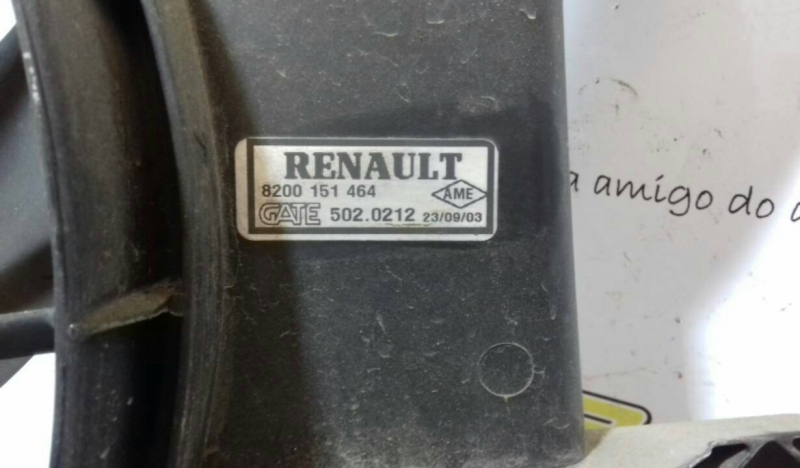 RENAULT
8200 151 464 AME
GATE 502.0212 23/09/03
a amigo do